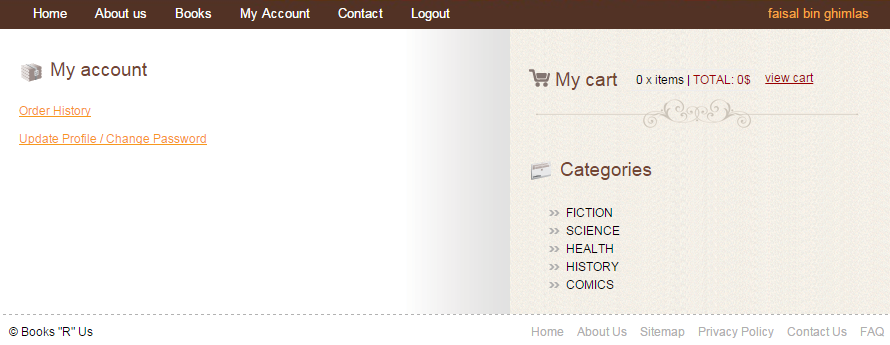 Home About us Books My Account Contact Logout faisal bin ghimlas
My account
Order History
Update Profile / Change Password
My cart 0 x items | TOTAL: 0$ view cart
Categories
FICTION
SCIENCE
HEALTH
HISTORY
COMICS
© Books "R" Us Home About Us Sitemap Privacy Policy Contact Us FAQ